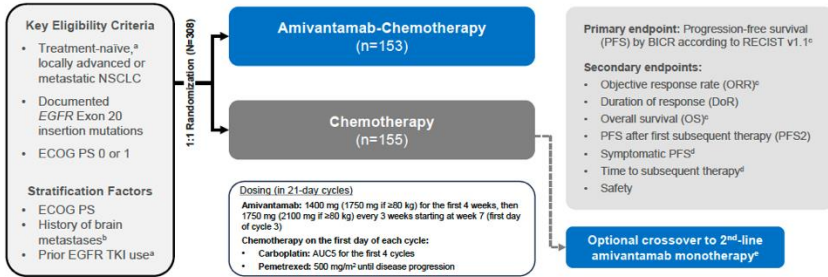 Key Eligibility Criteria
• Treatment-naïve,ᵃ
locally advanced or
metastatic NSCLC
• Documented
EGFR Exon 20
insertion mutations
• ECOG PS 0 or 1
Stratification Factors
• ECOG PS
• History of brain
metastasesᵇ
• Prior EGFR TKI useᵃ
1:1 Randomization (N=308)
Amivantamab-Chemotherapy
(n=153)
Chemotherapy
(n=155)
Dosing (in 21-day cycles)
Amivantamab: 1400 mg (1750 mg if ≥80 kg) for the first 4 weeks, then
1750 mg (2100 mg if ≥80 kg) every 3 weeks starting at week 7 (first day
of cycle 3)
Chemotherapy on the first day of each cycle:
• Carboplatin: AUC5 for the first 4 cycles
• Pemetrexed: 500 mg/m² until disease progression
Primary endpoint: Progression-free survival
(PFS) by BICR according to RECIST v1.1ᶜ
Secondary endpoints:
• Objective response rate (ORR)ᶜ
• Duration of response (DoR)
• Overall survival (OS)ᶜ
• PFS after first subsequent therapy (PFS2)
• Symptomatic PFSᵈ
• Time to subsequent therapyᵈ
• Safety
Optional crossover to 2ⁿᵈ-line
amivantamab monotherapyᵉ